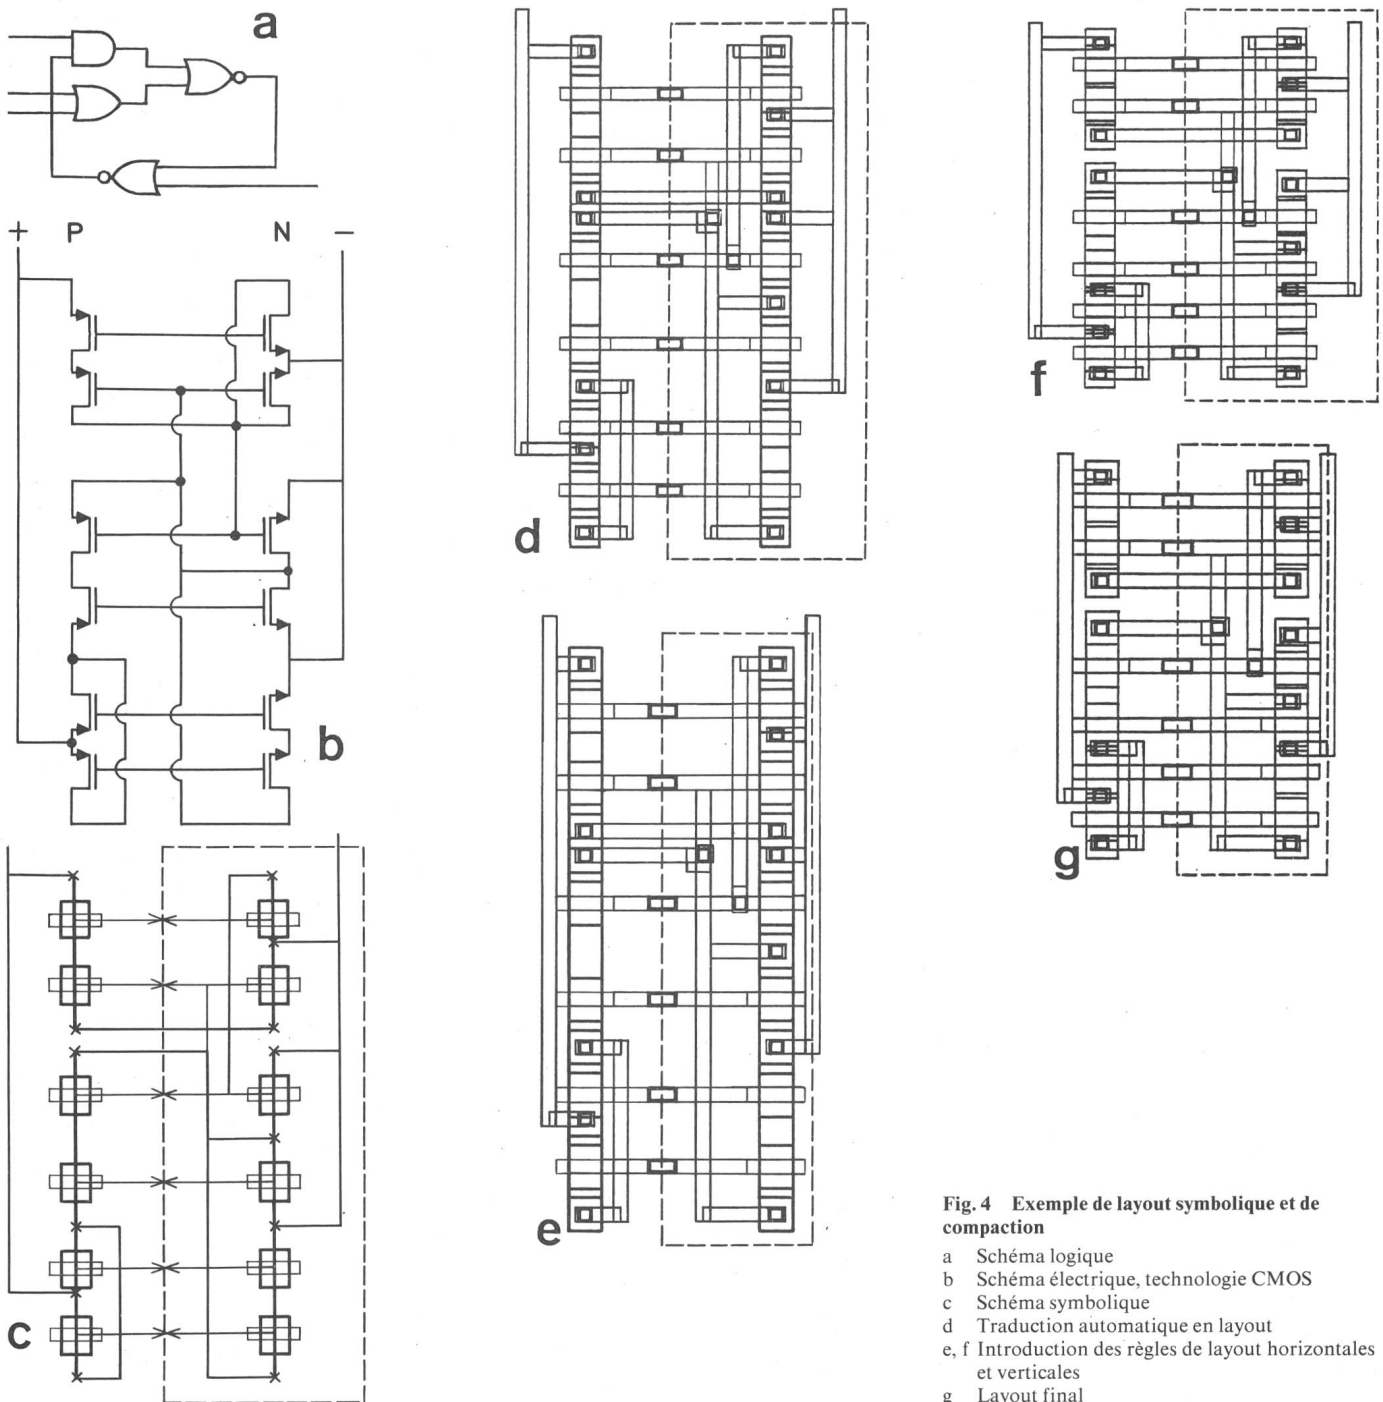 a
+ P N −
b
c
d
e
f
g
Fig. 4 Exemple de layout symbolique et de
compaction
a Schéma logique
b Schéma électrique, technologie CMOS
c Schéma symbolique
d Traduction automatique en layout
e, f Introduction des règles de layout horizontales
et verticales
g Layout final